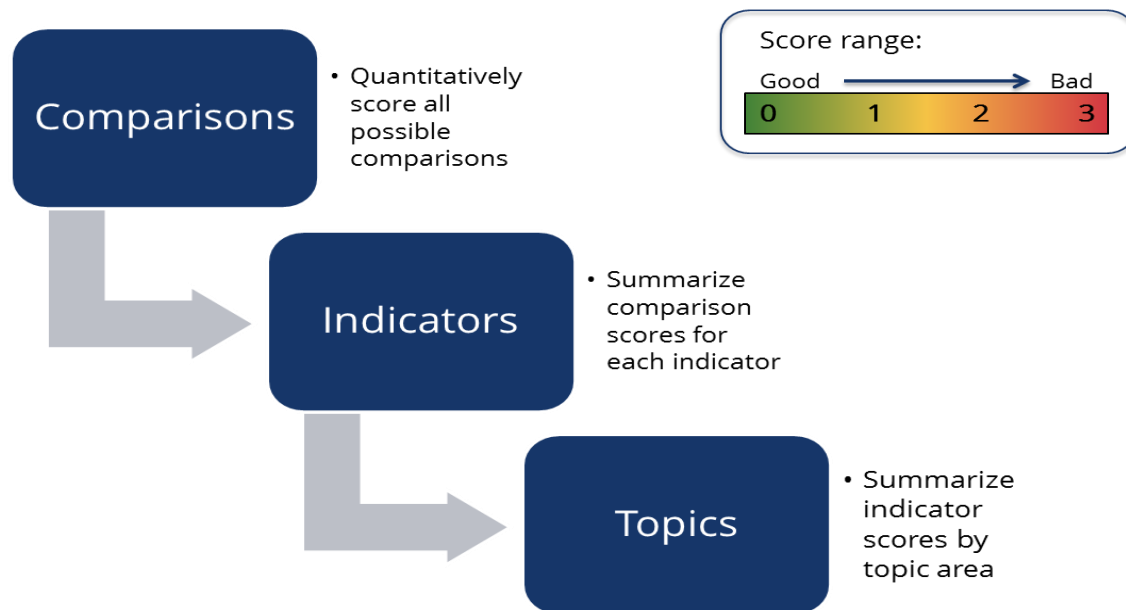 Score range:
Good
Bad
0 1 2 3
Comparisons
• Quantitatively
score all
possible
comparisons
Indicators
• Summarize
comparison
scores for
each indicator
Topics
• Summarize
indicator
scores by
topic area